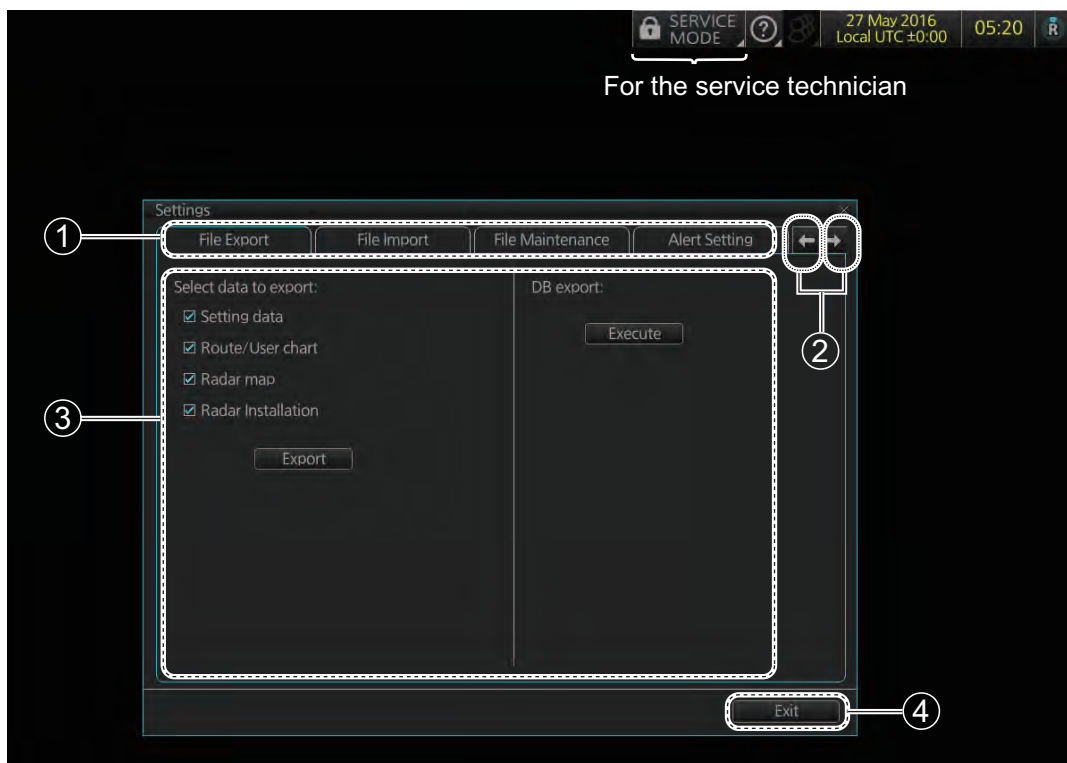 SERVICE
MODE
?
27 May 2016
Local UTC ±0:00
05:20
R
For the service technician
Settings
File Export
File Import
File Maintenance
Alert Setting
1
2
Select data to export:
Setting data
Route/User chart
Radar map
Radar Installation
Export
DB export:
Execute
3
Exit
4